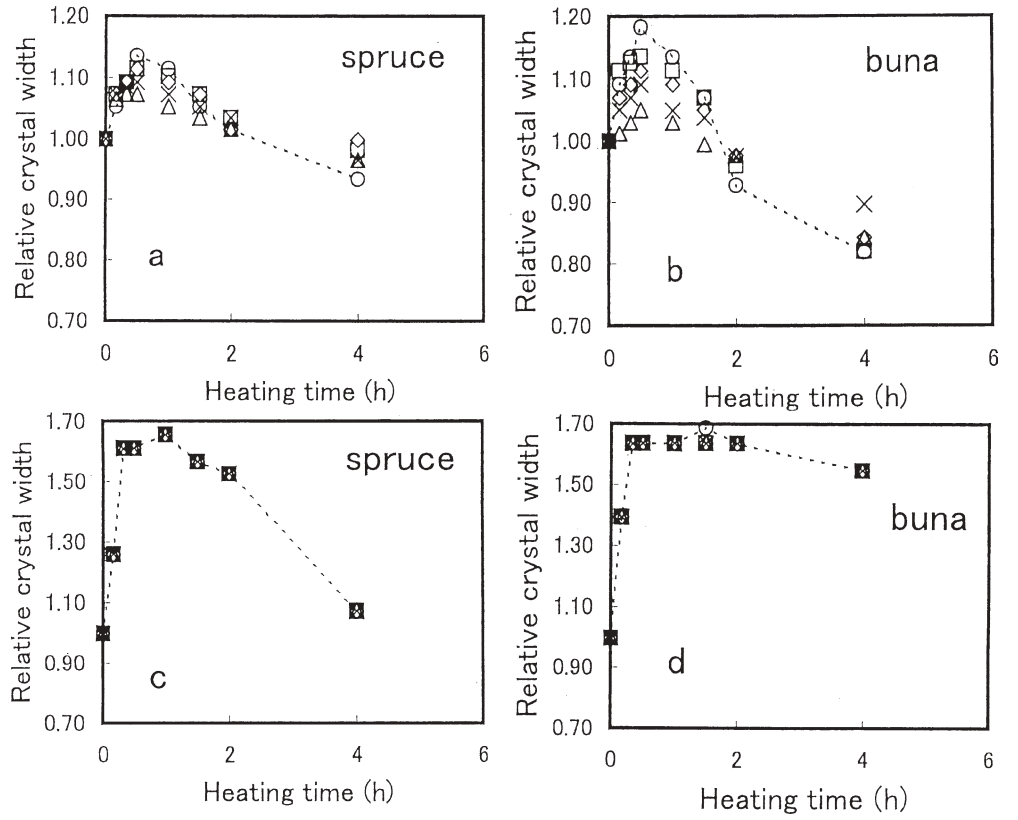 1.20
1.10
1.00
0.90
0.80
0.70
Relative crystal width
spruce
a
0
2
4
6
Heating time (h)
1.20
1.10
1.00
0.90
0.80
0.70
Relative crystal width
buna
b
0
2
4
6
Heating time (h)
1.70
1.50
1.30
1.10
0.90
0.70
Relative crystal width
spruce
c
0
2
4
6
Heating time (h)
1.70
1.50
1.30
1.10
0.90
0.70
Relative crystal width
buna
d
0
2
4
6
Heating time (h)